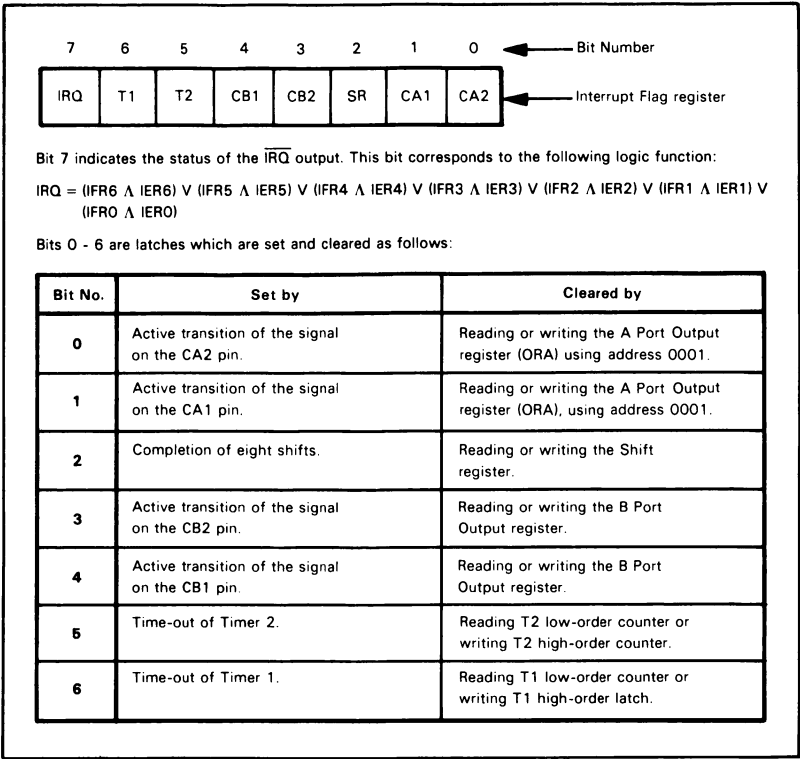 7 6 5 4 3 2 1 0 Bit Number
IRQ T1 T2 CB1 CB2 SR CA1 CA2 Interrupt Flag register
Bit 7 indicates the status of the I̅R̅Q̅ output. This bit corresponds to the following logic function:
IRQ = (IFR6 Λ IER6) V (IFR5 Λ IER5) V (IFR4 Λ IER4) V (IFR3 Λ IER3) V (IFR2 Λ IER2) V (IFR1 Λ IER1) V
(IFR0 Λ IER0)
Bits 0 - 6 are latches which are set and cleared as follows:
Bit No. Set by Cleared by
0 Active transition of the signal Reading or writing the A Port Output
on the CA2 pin. register (ORA) using address 0001.
1 Active transition of the signal Reading or writing the A Port Output
on the CA1 pin. register (ORA), using address 0001.
2 Completion of eight shifts. Reading or writing the Shift
register.
3 Active transition of the signal Reading or writing the B Port
on the CB2 pin. Output register.
4 Active transition of the signal Reading or writing the B Port
on the CB1 pin. Output register.
5 Time-out of Timer 2. Reading T2 low-order counter or
writing T2 high-order counter.
6 Time-out of Timer 1. Reading T1 low-order counter or
writing T1 high-order latch.